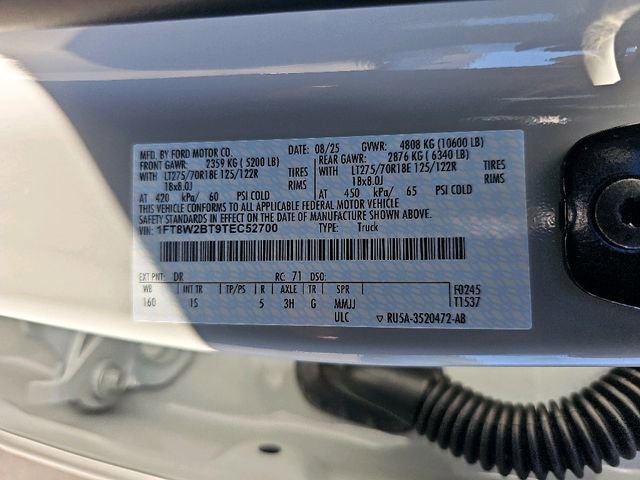 MFD. BY FORD MOTOR CO. DATE: 08/25 GVWR: 4808 KG (10600 LB)
FRONT GAWR: 2359 KG (5200 LB) REAR GAWR: 2876 KG (6340 LB)
WITH LT275/70R18E 125/122R TIRES WITH LT275/70R18E 125/122R TIRES
18x8.0J RIMS 18x8.0J RIMS
AT 420 kPa/ 60 PSI COLD AT 450 kPa/ 65 PSI COLD
THIS VEHICLE CONFORMS TO ALL APPLICABLE FEDERAL MOTOR VEHICLE
SAFETY STANDARDS IN EFFECT ON THE DATE OF MANUFACTURE SHOWN ABOVE.
VIN: 1FT8W2BT9TEC52700 TYPE: Truck
EXT PNT: DR RC: 71 DSO:
WB INT TR TP/PS R AXLE TR SPR F0245
160 15 5 3H G MMJJ T1537
ULC ▽ RU5A-3520472-AB